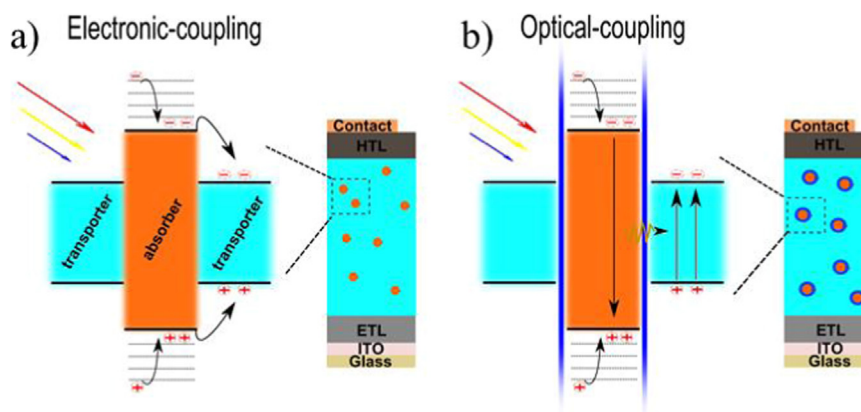 a) Electronic-coupling
transporter
absorber
transporter
Contact
HTL
ETL
ITO
Glass
b) Optical-coupling
Contact
HTL
ETL
ITO
Glass